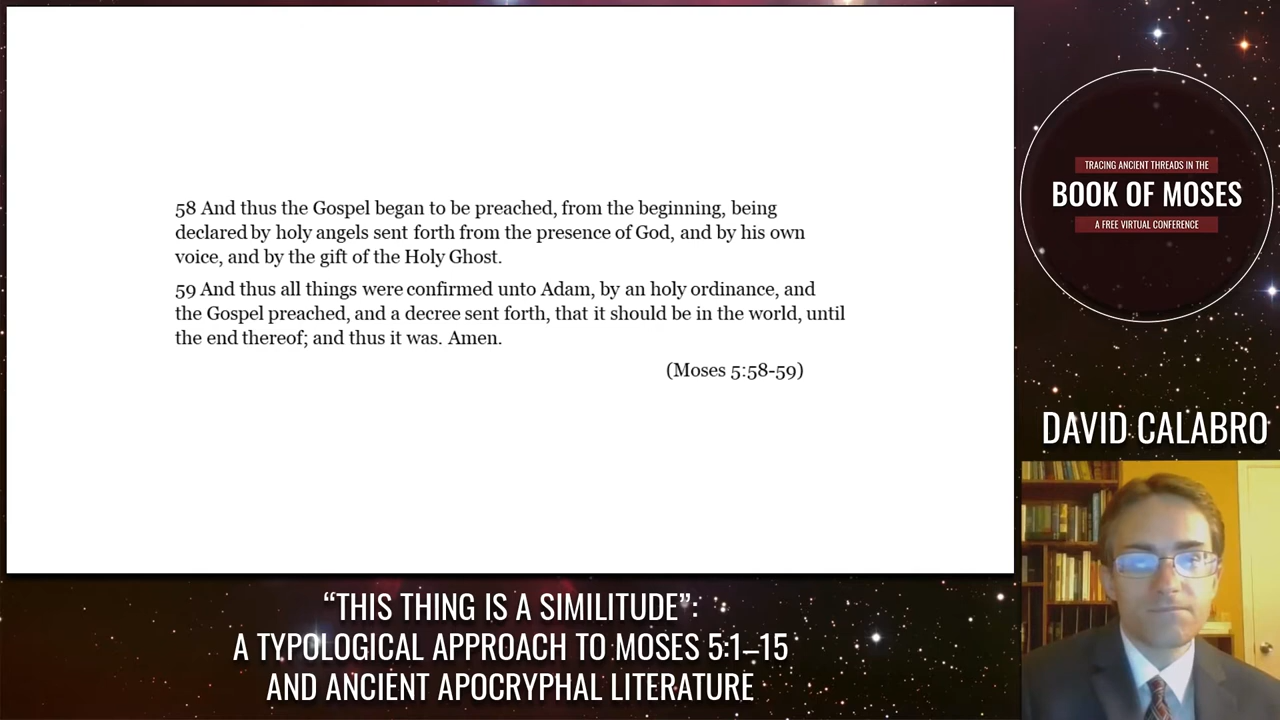 58 And thus the Gospel began to be preached, from the beginning, being
declared by holy angels sent forth from the presence of God, and by his own
voice, and by the gift of the Holy Ghost.
59 And thus all things were confirmed unto Adam, by an holy ordinance, and
the Gospel preached, and a decree sent forth, that it should be in the world, until
the end thereof; and thus it was. Amen.
(Moses 5:58-59)
TRACING ANCIENT THREADS IN THE
BOOK OF MOSES
A FREE VIRTUAL CONFERENCE
DAVID CALABRO
“THIS THING IS A SIMILITUDE”:
A TYPOLOGICAL APPROACH TO MOSES 5:1–15
AND ANCIENT APOCRYPHAL LITERATURE